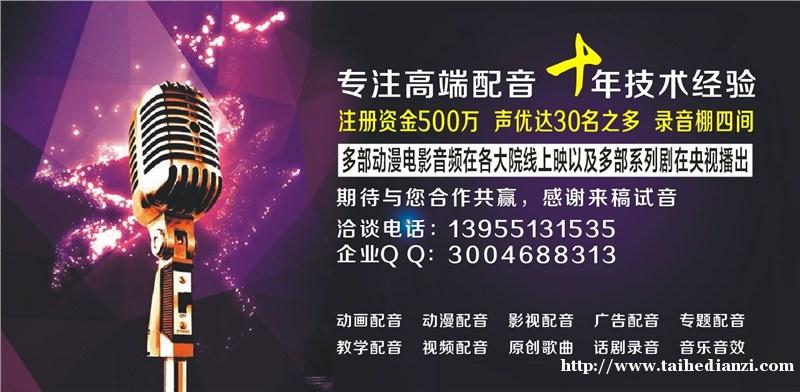 专注高端配音 十年技术经验
注册资金500万 声优达30名之多 录音棚四间
多部动漫电影音频在各大院线上映以及多部系列剧在央视播出
期待与您合作共赢，感谢来稿试音
洽谈电话：13955131535
企业QQ：3004688313
动画配音 动漫配音 影视配音 广告配音 专题配音
教学配音 视频配音 原创歌曲 话剧录音 音乐音效
http://www.taihedianzi.com